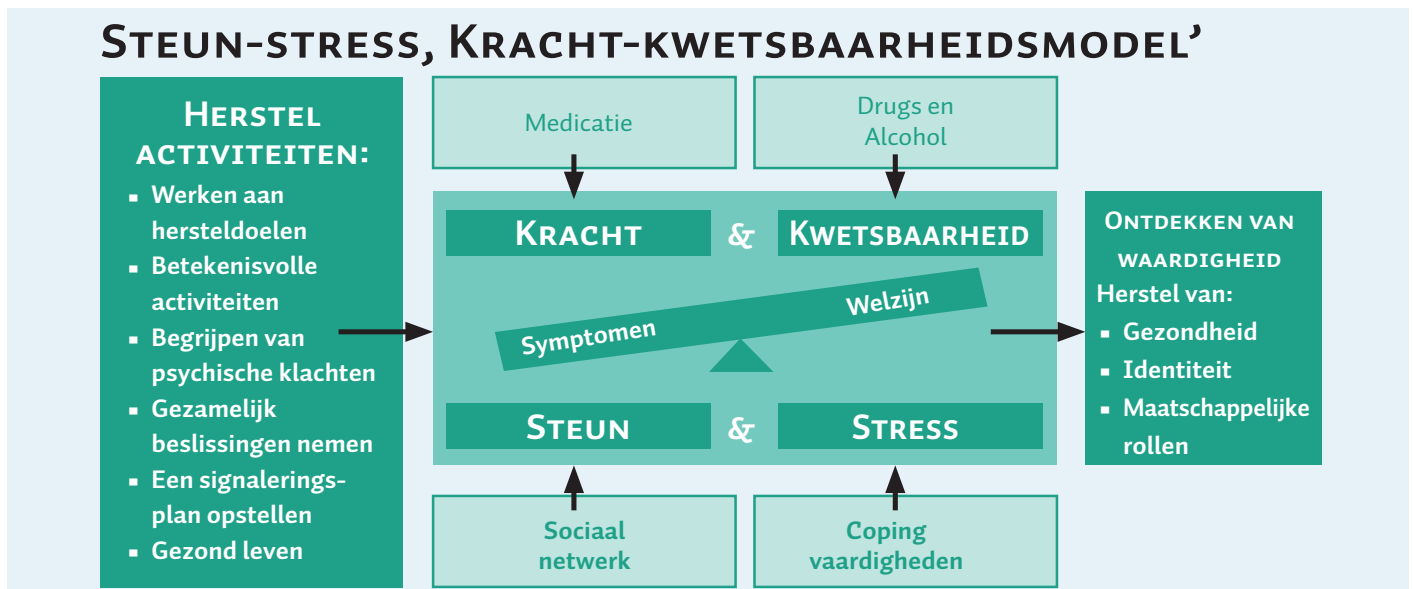 Steun-stress, Kracht-kwetsbaarheidsmodel’
Herstel
activiteiten:
▪ Werken aan
hersteldoelen
▪ Betekenisvolle
activiteiten
▪ Begrijpen van
psychische klachten
▪ Gezamelijk
beslissingen nemen
▪ Een signalerings-
plan opstellen
▪ Gezond leven
Medicatie
Drugs en
Alcohol
Kracht & Kwetsbaarheid
Symptomen
Welzijn
Steun & Stress
Sociaal
netwerk
Coping
vaardigheden
Ontdekken van
waardigheid
Herstel van:
▪ Gezondheid
▪ Identiteit
▪ Maatschappelijke
rollen